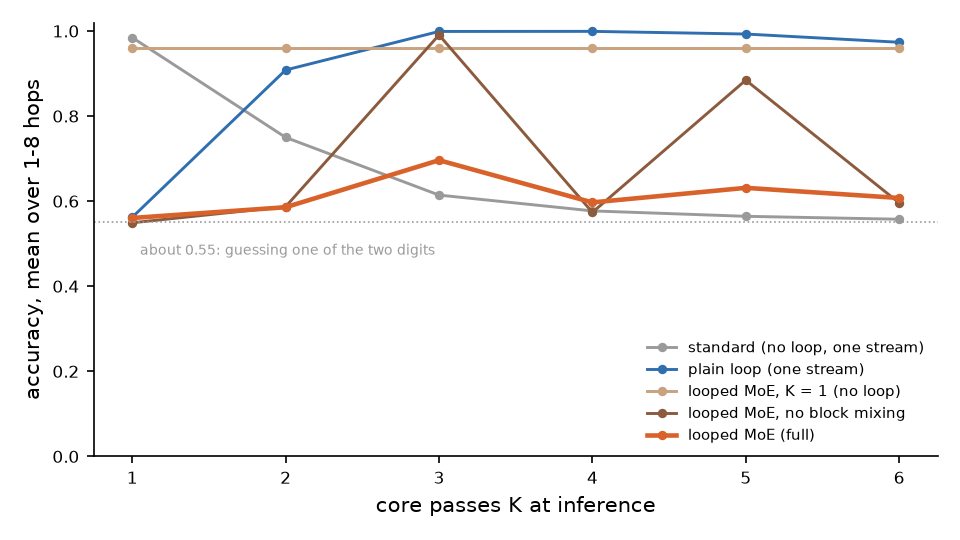 accuracy, mean over 1-8 hops
1.0
0.8
0.6
0.4
0.2
0.0
about 0.55: guessing one of the two digits
standard (no loop, one stream)
plain loop (one stream)
looped MoE, K = 1 (no loop)
looped MoE, no block mixing
looped MoE (full)
1 2 3 4 5 6
core passes K at inference